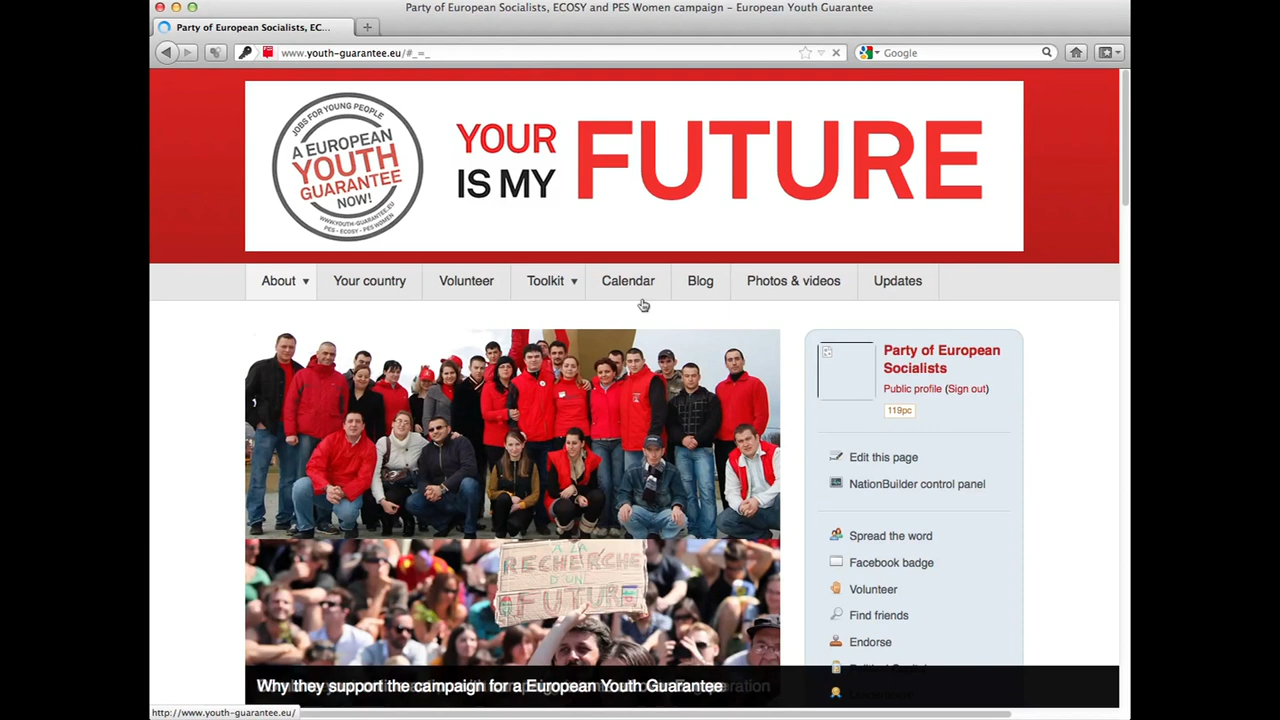 Party of European Socialists, ECOSY and PES Women campaign – European Youth Guarantee
Party of European Socialists, EC...
www.youth-guarantee.eu/#_=_
Google
JOBS FOR YOUNG PEOPLE
A EUROPEAN
YOUTH
GUARANTEE
NOW!
WWW.YOUTH-GUARANTEE.EU
PES - ECOSY - PES WOMEN
YOUR
IS MY
FUTURE
About
Your country
Volunteer
Toolkit
Calendar
Blog
Photos & videos
Updates
Party of European
Socialists
Public profile (Sign out)
119pc
Edit this page
NationBuilder control panel
Spread the word
Facebook badge
Volunteer
Find friends
Endorse
À LA
RECHERCHE
D'UN
FUTURE
Why they support the campaign for a European Youth Guarantee
http://www.youth-guarantee.eu/